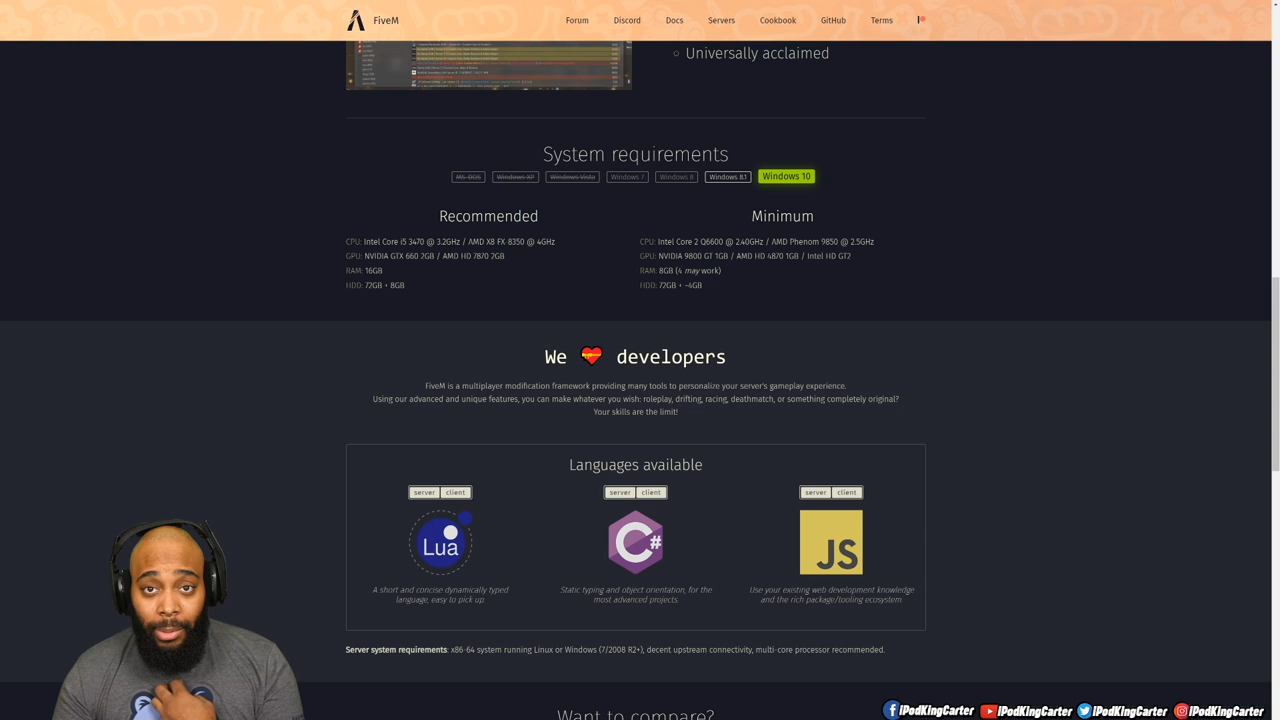 FiveM
Forum
Discord
Docs
Servers
Cookbook
GitHub
Terms
Universally acclaimed
System requirements
MS-DOS
Windows XP
Windows Vista
Windows 7
Windows 8
Windows 8.1
Windows 10
Recommended
CPU: Intel Core i5 3470 @ 3.2GHz / AMD X8 FX-8350 @ 4GHz
GPU: NVIDIA GTX 660 2GB / AMD HD 7870 2GB
RAM: 16GB
HDD: 72GB + 8GB
Minimum
CPU: Intel Core 2 Q6600 @ 2.40GHz / AMD Phenom 9850 @ 2.5GHz
GPU: NVIDIA 9800 GT 1GB / AMD HD 4870 1GB / Intel HD GT2
RAM: 8GB (4 may work)
HDD: 72GB + ~4GB
We developers
FiveM is a multiplayer modification framework providing many tools to personalize your server's gameplay experience.
Using our advanced and unique features, you can make whatever you wish: roleplay, drifting, racing, deathmatch, or something completely original?
Your skills are the limit!
Languages available
server client
Lua
A short and concise dynamically typed
language, easy to pick up.
server client
C#
Static typing and object orientation, for the
most advanced projects.
server client
JS
Use your existing web development knowledge
and the rich package/tooling ecosystem.
Server system requirements: x86-64 system running Linux or Windows (7/2008 R2+), decent upstream connectivity, multi-core processor recommended.
Want to compare?
IPodKingCarter
IPodKingCarter
IPodKingCarter
IPodKingCarter